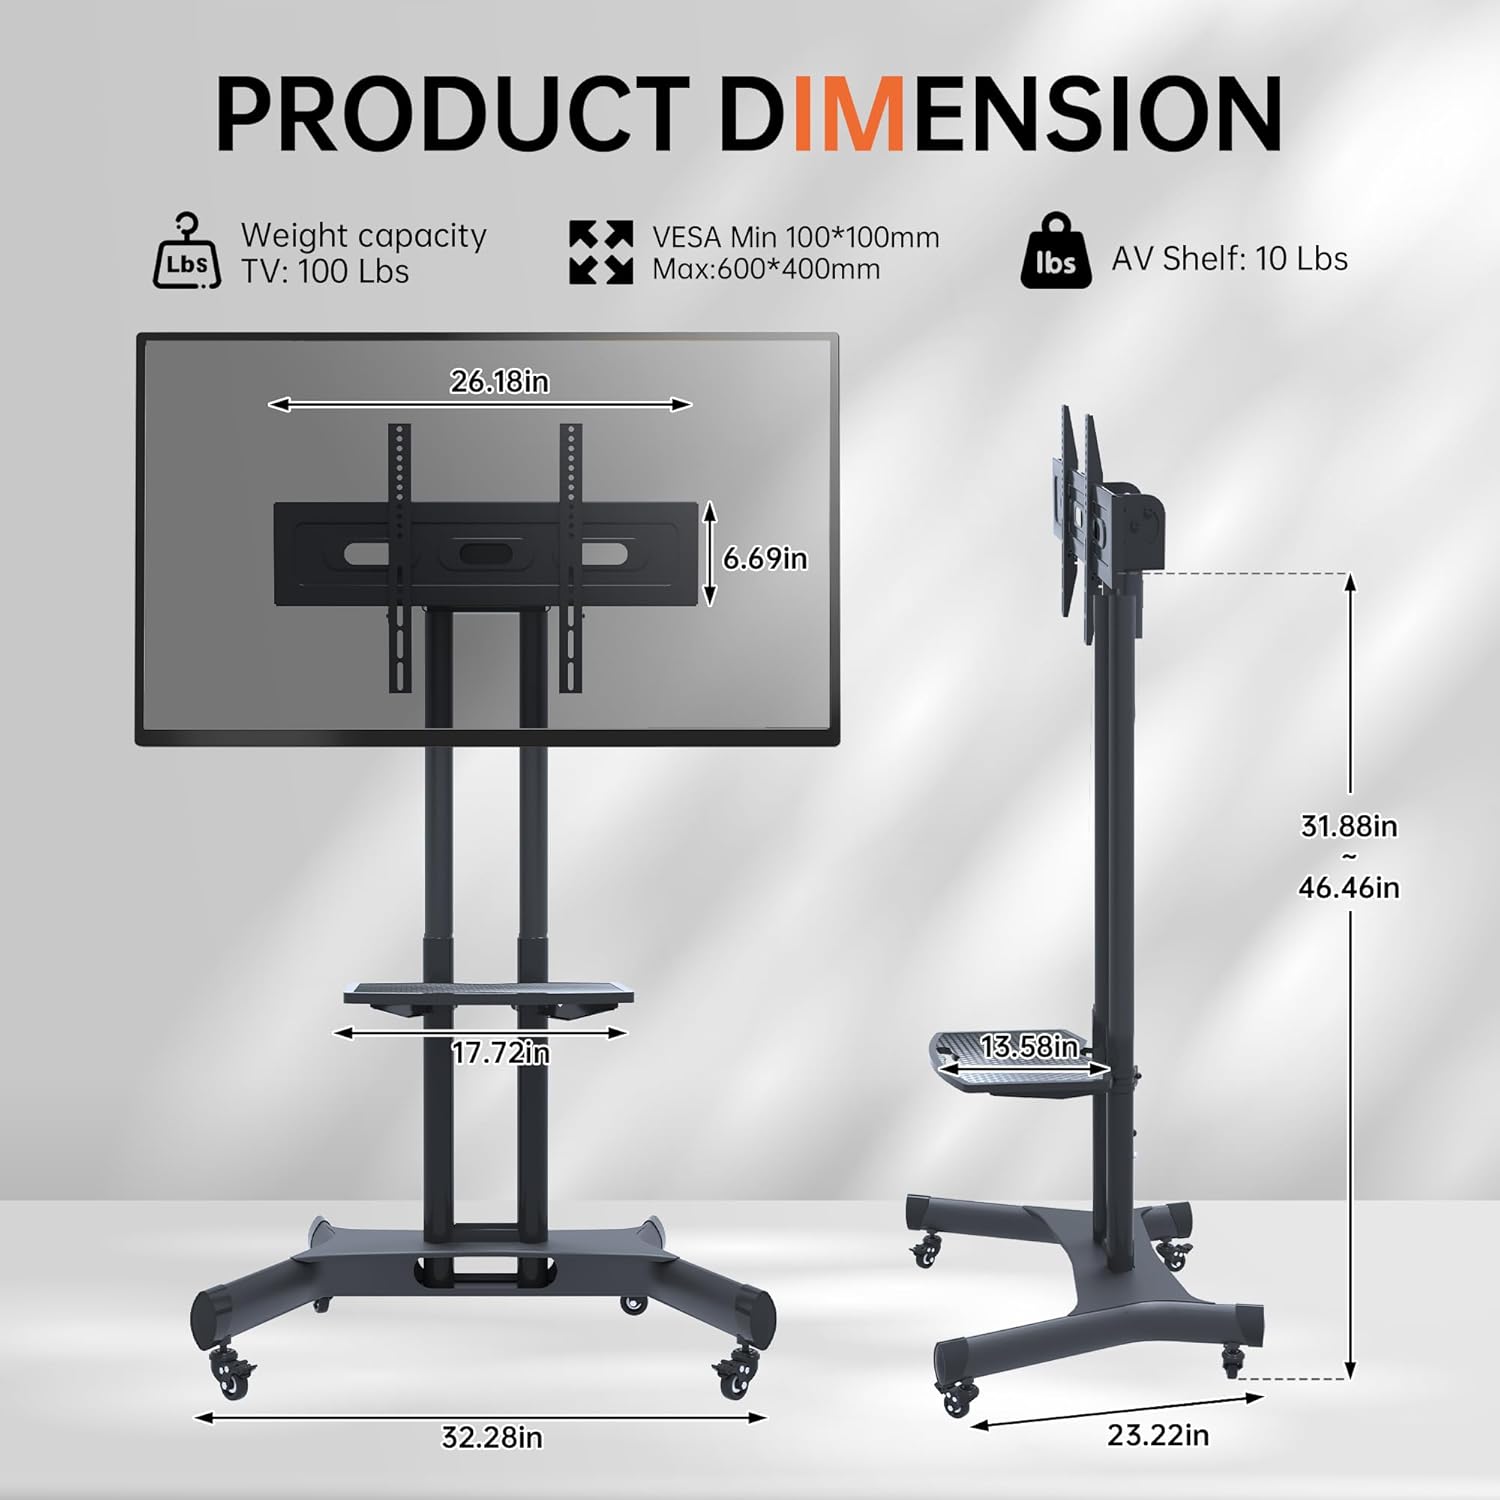 PRODUCT DIMENSION
Lbs
Weight capacity
TV: 100 Lbs
VESA Min 100*100mm
Max:600*400mm
lbs
AV Shelf: 10 Lbs
26.18in
6.69in
17.72in
32.28in
31.88in
~
46.46in
13.58in
23.22in